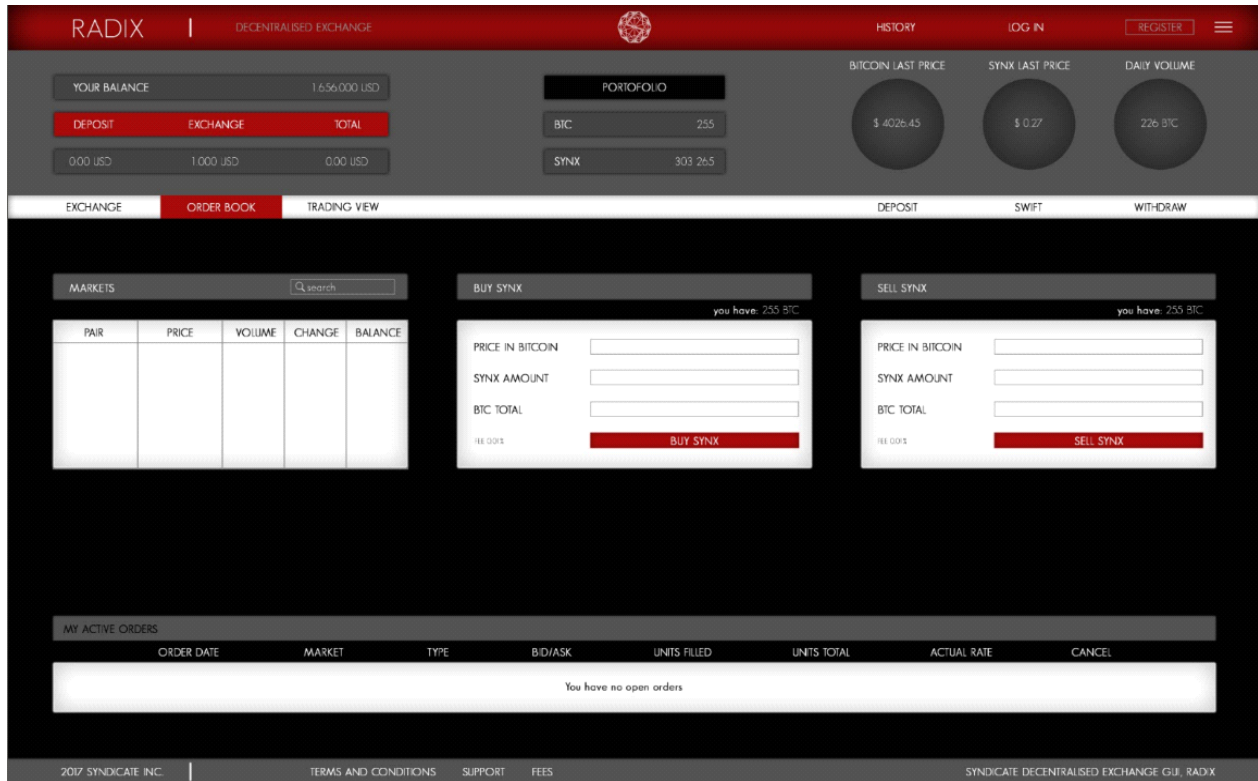 RADIX DECENTRALISED EXCHANGE HISTORY LOG IN REGISTER
BITCOIN LAST PRICE SYNX LAST PRICE DAILY VOLUME
YOUR BALANCE 1.656.000 USD
PORTOFOLIO
DEPOSIT EXCHANGE TOTAL
BTC 255
$ 4026.45 $ 0.27 226 BTC
0.00 USD 1.000 USD 0.00 USD
SYNX 303 265
EXCHANGE ORDER BOOK TRADING VIEW DEPOSIT SWIFT WITHDRAW
MARKETS search
PAIR PRICE VOLUME CHANGE BALANCE
BUY SYNX
you have: 255 BTC
PRICE IN BITCOIN
SYNX AMOUNT
BTC TOTAL
BUY SYNX
SELL SYNX
you have: 255 BTC
PRICE IN BITCOIN
SYNX AMOUNT
BTC TOTAL
SELL SYNX
MY ACTIVE ORDERS
ORDER DATE MARKET TYPE BID/ASK UNITS FILLED UNITS TOTAL ACTUAL RATE CANCEL
You have no open orders
2017 SYNDICATE INC. TERMS AND CONDITIONS SUPPORT FEES SYNDICATE DECENTRALISED EXCHANGE GUI, RADIX